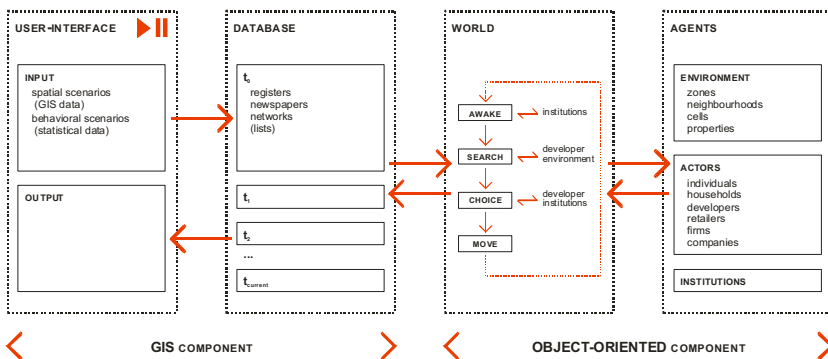 USER-INTERFACE
INPUT
spatial scenarios
(GIS data)
behavioral scenarios
(statistical data)
OUTPUT
DATABASE
t₀
registers
newspapers
networks
(lists)
t₁
t₂
...
t current
WORLD
AWAKE
institutions
SEARCH
developer
environment
CHOICE
developer
institutions
MOVE
AGENTS
ENVIRONMENT
zones
neighbourhoods
cells
properties
ACTORS
individuals
households
developers
retailers
firms
companies
INSTITUTIONS
GIS COMPONENT
OBJECT-ORIENTED COMPONENT